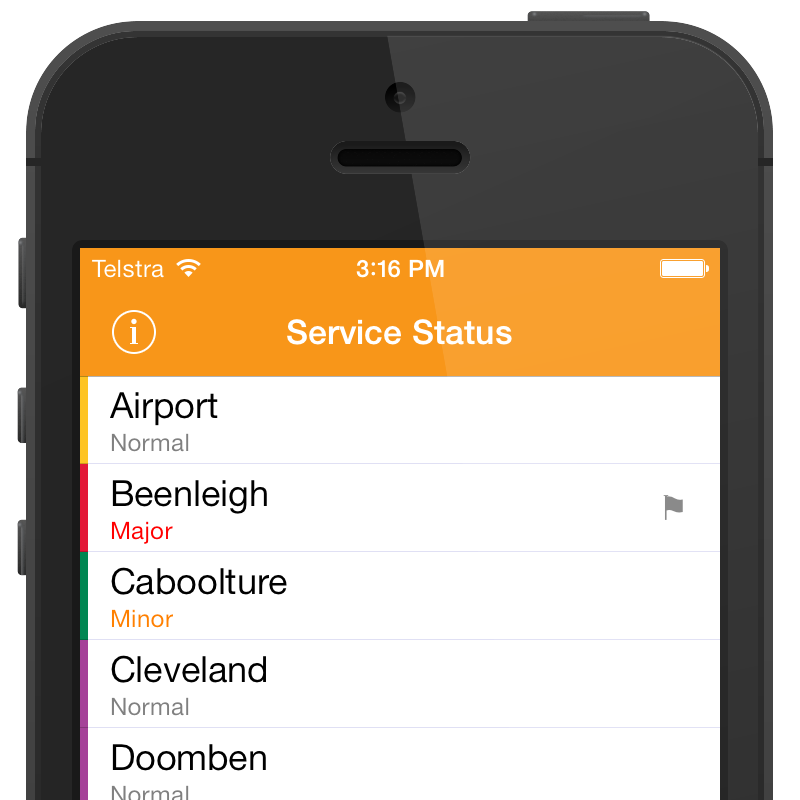 Telstra 3:16 PM
i Service Status
Airport
Normal
Beenleigh
Major
Caboolture
Minor
Cleveland
Normal
Doomben
Normal